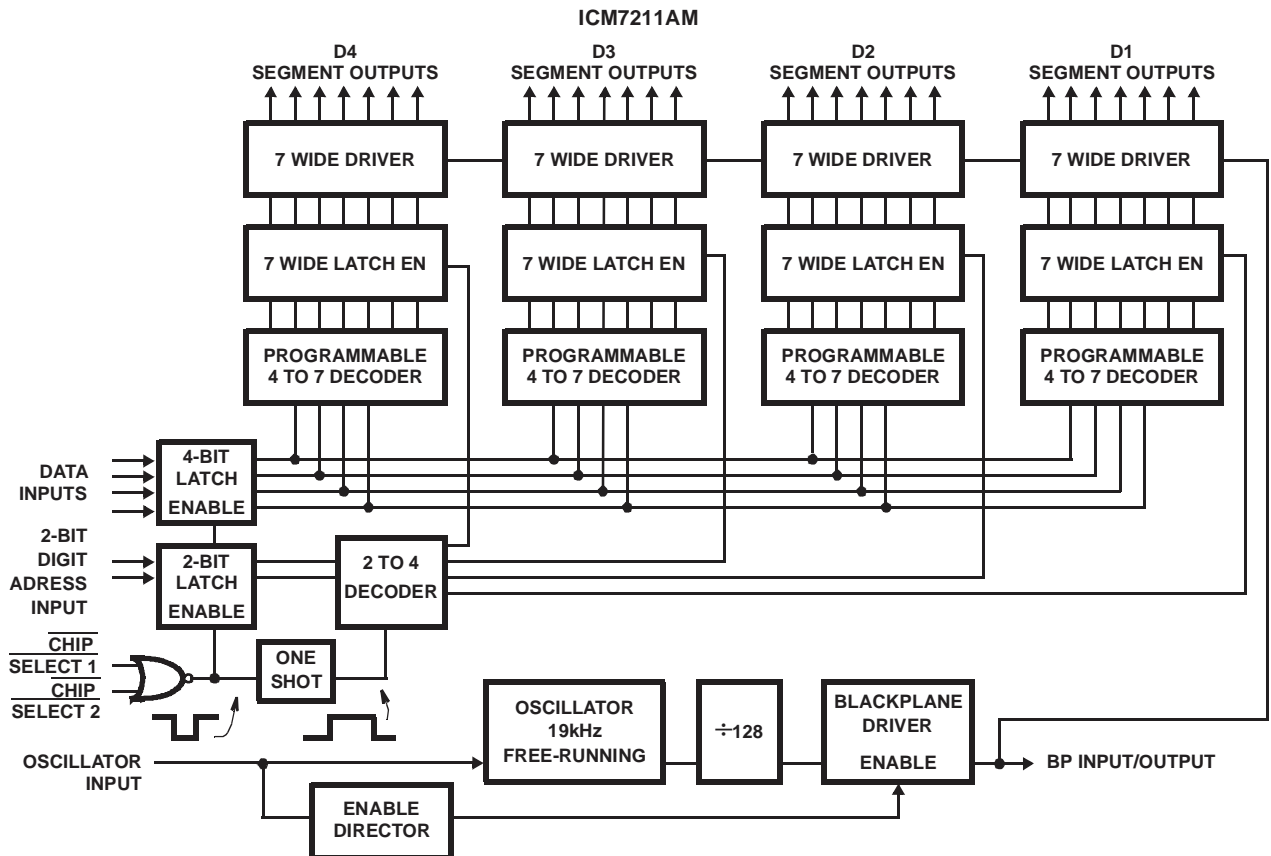 ICM7211AM
D4
SEGMENT OUTPUTS
D3
SEGMENT OUTPUTS
D2
SEGMENT OUTPUTS
D1
SEGMENT OUTPUTS
7 WIDE DRIVER
7 WIDE DRIVER
7 WIDE DRIVER
7 WIDE DRIVER
7 WIDE LATCH EN
7 WIDE LATCH EN
7 WIDE LATCH EN
7 WIDE LATCH EN
PROGRAMMABLE
4 TO 7 DECODER
PROGRAMMABLE
4 TO 7 DECODER
PROGRAMMABLE
4 TO 7 DECODER
PROGRAMMABLE
4 TO 7 DECODER
DATA
INPUTS
4-BIT
LATCH
ENABLE
2-BIT
DIGIT
ADRESS
INPUT
2-BIT
LATCH
ENABLE
2 TO 4
DECODER
CHIP
SELECT 1
CHIP
SELECT 2
ONE
SHOT
OSCILLATOR
INPUT
OSCILLATOR
19kHz
FREE-RUNNING
÷128
BLACKPLANE
DRIVER
ENABLE
BP INPUT/OUTPUT
ENABLE
DIRECTOR